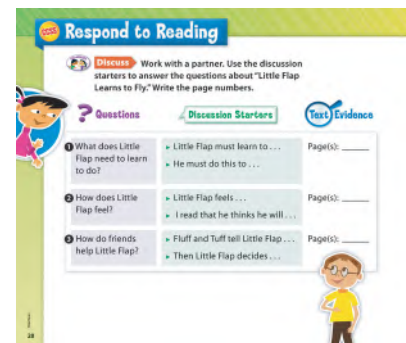 CCSS Respond to Reading
Discuss Work with a partner. Use the discussion
starters to answer the questions about "Little Flap
Learns to Fly." Write the page numbers.
? Questions Discussion Starters Text Evidence
1 What does Little
Flap need to learn
to do?
► Little Flap must learn to . . .
► He must do this to . . .
Page(s): ______
2 How does Little
Flap feel?
► Little Flap feels . . .
► I read that he thinks he will . . .
Page(s): ______
3 How do friends
help Little Flap?
► Fluff and Tuff tell Little Flap . . .
► Then Little Flap decides . . .
Page(s): ______
28